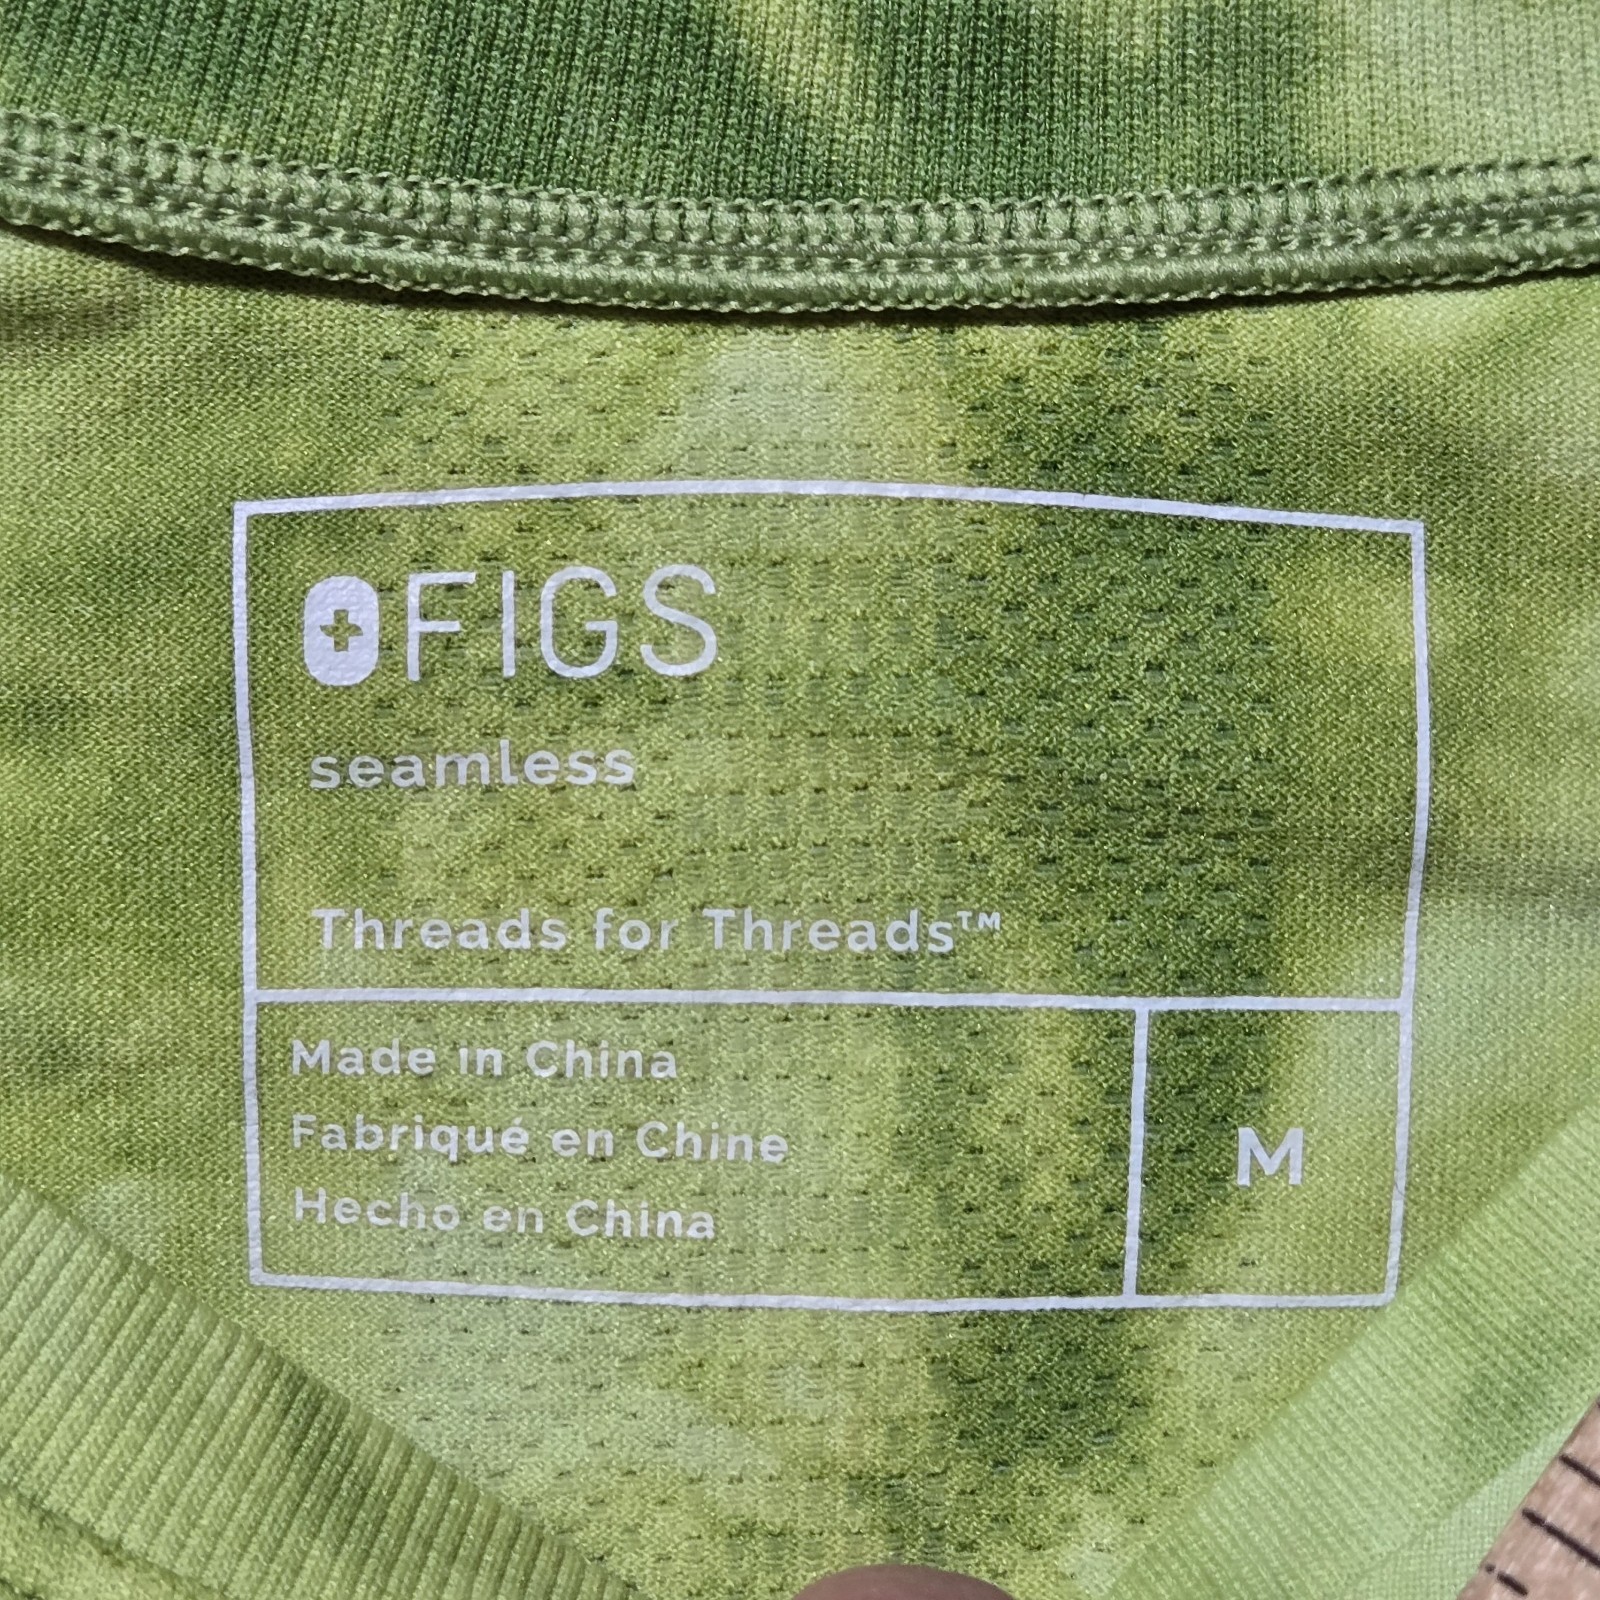 FIGS
seamless
Threads for Threads™
Made in China
Fabriqué en Chine
Hecho en China
M